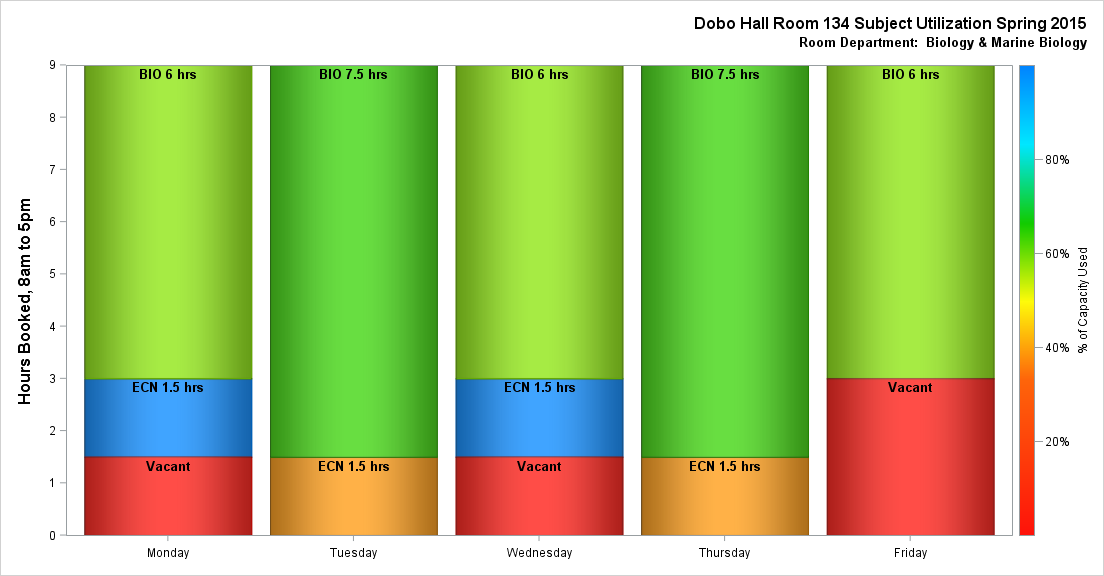 Dobo Hall Room 134 Subject Utilization Spring 2015
Room Department:  Biology & Marine Biology
Hours Booked, 8am to 5pm
9
8
7
6
5
4
3
2
1
0
BIO 6 hrs
ECN 1.5 hrs
Vacant
BIO 7.5 hrs
ECN 1.5 hrs
BIO 6 hrs
ECN 1.5 hrs
Vacant
BIO 7.5 hrs
ECN 1.5 hrs
BIO 6 hrs
Vacant
Monday
Tuesday
Wednesday
Thursday
Friday
80%
60%
40%
20%
% of Capacity Used